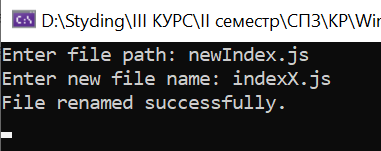 D:\Styding\III КУРС\II семестр\СПЗ\КР\Win
Enter file path: newIndex.js
Enter new file name: indexX.js
File renamed successfully.